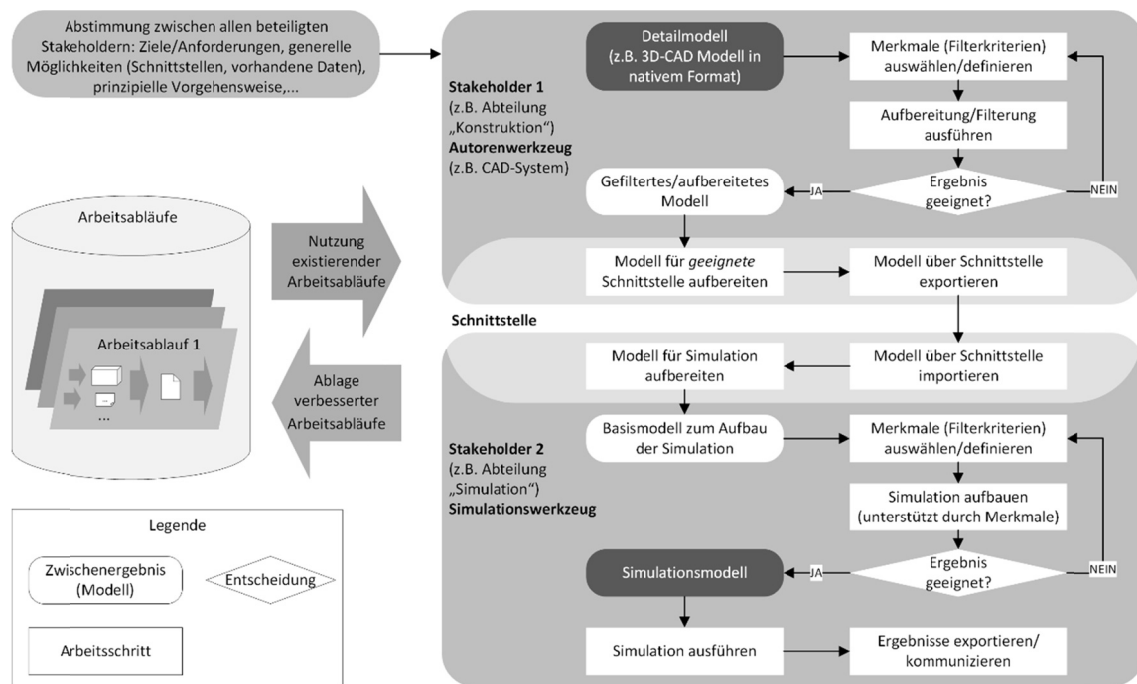 Abstimmung zwischen allen beteiligten
Stakeholdern: Ziele/Anforderungen, generelle
Möglichkeiten (Schnittstellen, vorhandene Daten),
prinzipielle Vorgehensweise,...
Detailmodell
(z.B. 3D-CAD Modell in
nativem Format)
Merkmale (Filterkriterien)
auswählen/definieren
Stakeholder 1
(z.B. Abteilung
„Konstruktion“)
Autorenwerkzeug
(z.B. CAD-System)
Aufbereitung/Filterung
ausführen
Gefiltertes/aufbereitetes
Modell
JA
Ergebnis
geeignet?
NEIN
Arbeitsabläufe
Nutzung
existierender
Arbeitsabläufe
Modell für geeignete
Schnittstelle aufbereiten
Modell über Schnittstelle
exportieren
Schnittstelle
Arbeitsablauf 1
...
...
Ablage
verbesserter
Arbeitsabläufe
Modell für Simulation
aufbereiten
Modell über Schnittstelle
importieren
Stakeholder 2
(z.B. Abteilung
„Simulation“)
Simulationswerkzeug
Basismodell zum Aufbau
der Simulation
Merkmale (Filterkriterien)
auswählen/definieren
Simulation aufbauen
(unterstützt durch Merkmale)
Simulationsmodell
JA
Ergebnis
geeignet?
NEIN
Simulation ausführen
Ergebnisse exportieren/
kommunizieren
Legende
Zwischenergebnis
(Modell)
Entscheidung
Arbeitsschritt